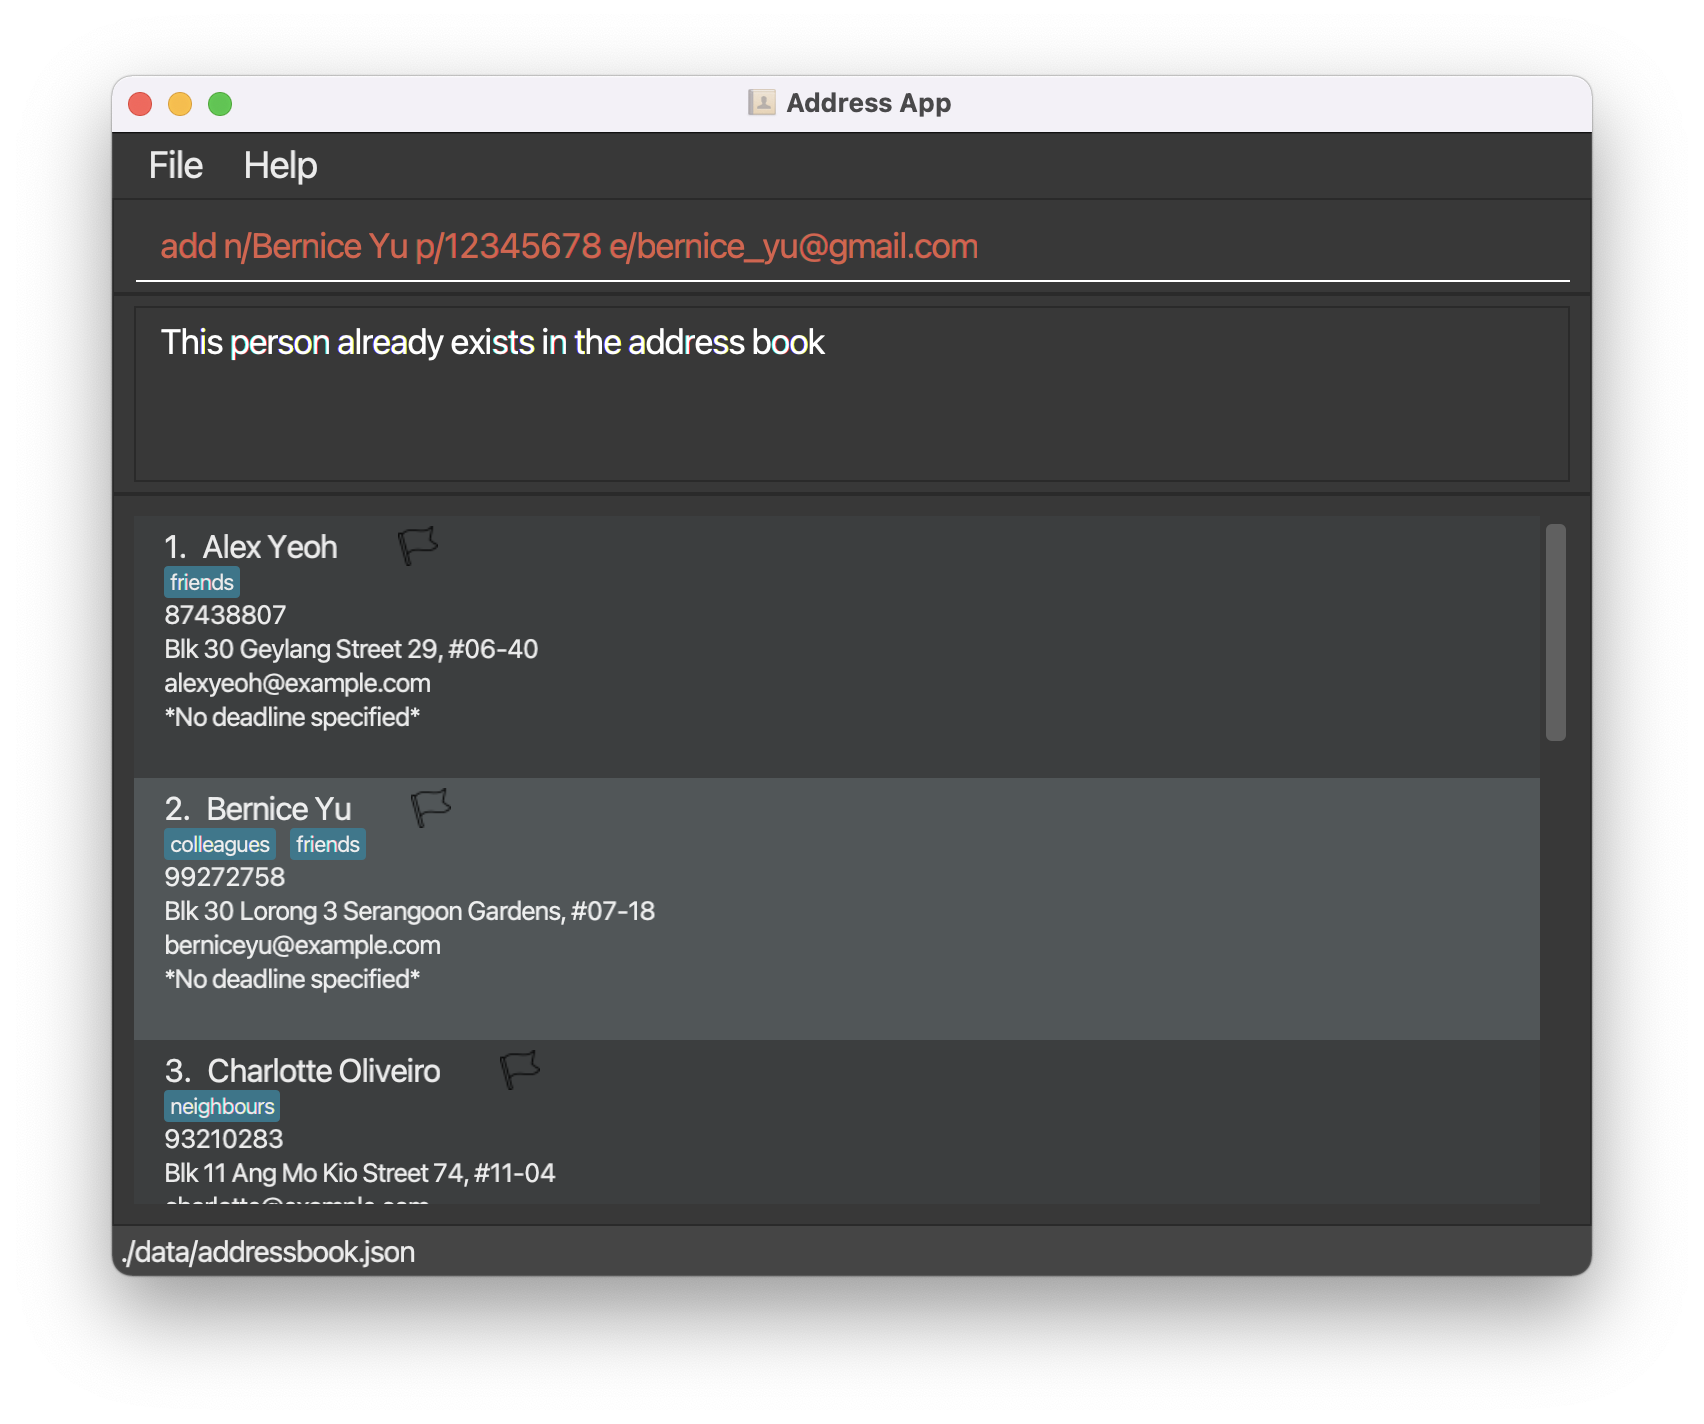 Address App
File Help
add n/Bernice Yu p/12345678 e/bernice_yu@gmail.com
This person already exists in the address book
1. Alex Yeoh
friends
87438807
Blk 30 Geylang Street 29, #06-40
alexyeoh@example.com
*No deadline specified*
2. Bernice Yu
colleagues friends
99272758
Blk 30 Lorong 3 Serangoon Gardens, #07-18
berniceyu@example.com
*No deadline specified*
3. Charlotte Oliveiro
neighbours
93210283
Blk 11 Ang Mo Kio Street 74, #11-04
./data/addressbook.json